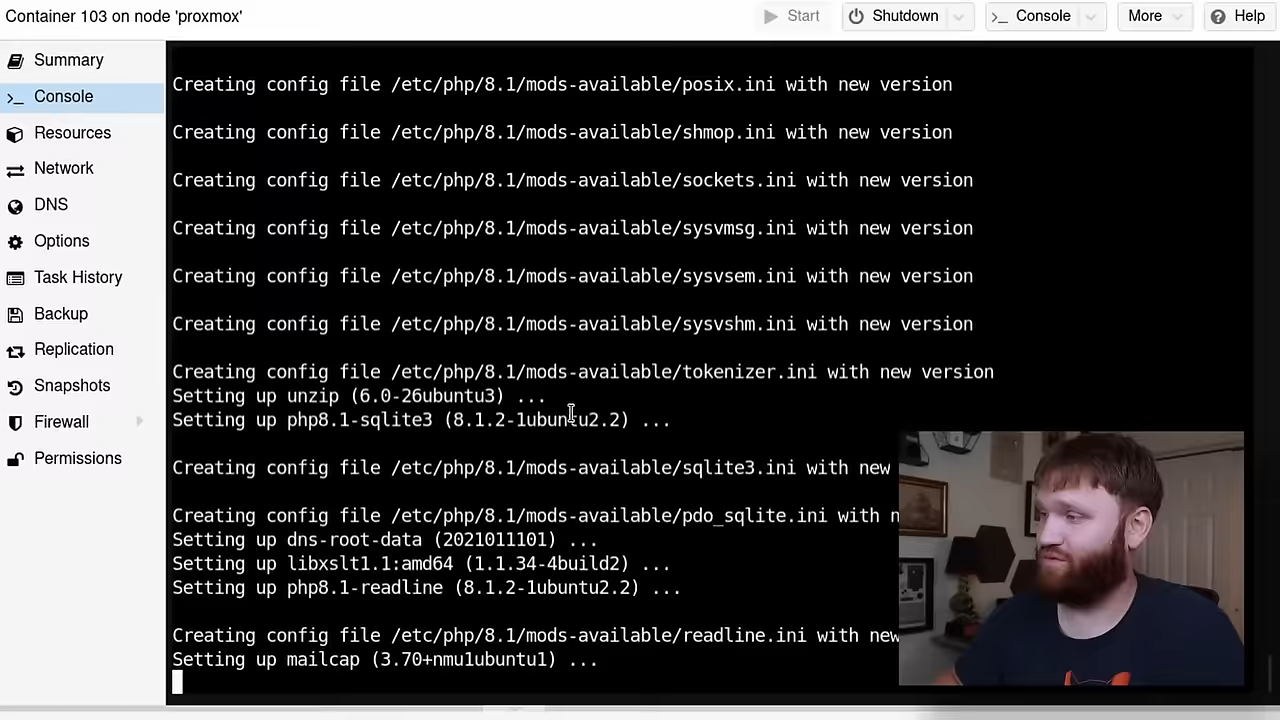 Container 103 on node 'proxmox'
Start
Shutdown
Console
More
Help
Summary
Console
Resources
Network
DNS
Options
Task History
Backup
Replication
Snapshots
Firewall
Permissions
Creating config file /etc/php/8.1/mods-available/posix.ini with new version
Creating config file /etc/php/8.1/mods-available/shmop.ini with new version
Creating config file /etc/php/8.1/mods-available/sockets.ini with new version
Creating config file /etc/php/8.1/mods-available/sysvmsg.ini with new version
Creating config file /etc/php/8.1/mods-available/sysvsem.ini with new version
Creating config file /etc/php/8.1/mods-available/sysvshm.ini with new version
Creating config file /etc/php/8.1/mods-available/tokenizer.ini with new version
Setting up unzip (6.0-26ubuntu3) ...
Setting up php8.1-sqlite3 (8.1.2-1ubuntu2.2) ...
Creating config file /etc/php/8.1/mods-available/sqlite3.ini with new
Creating config file /etc/php/8.1/mods-available/pdo_sqlite.ini with n
Setting up dns-root-data (2021011101) ...
Setting up libxslt1.1:amd64 (1.1.34-4build2) ...
Setting up php8.1-readline (8.1.2-1ubuntu2.2) ...
Creating config file /etc/php/8.1/mods-available/readline.ini with new
Setting up mailcap (3.70+nmu1ubuntu1) ...